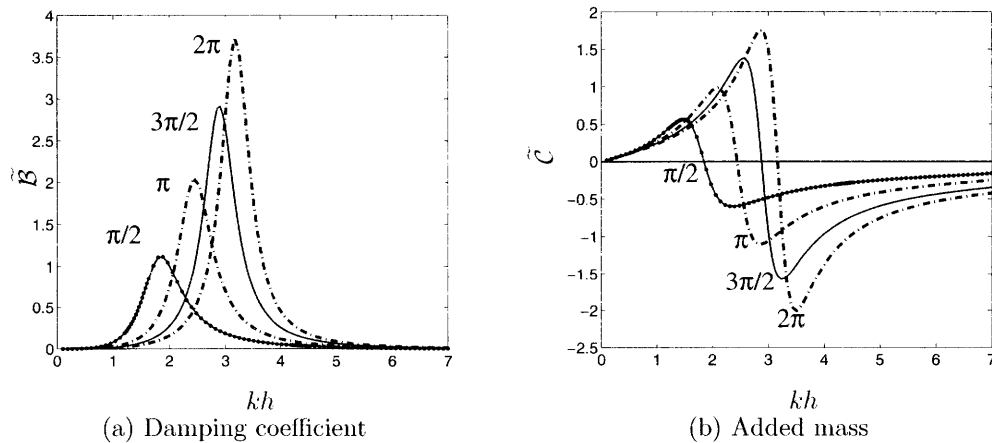 4
3.5
3
2.5
2
1.5
1
0.5
0
B̃
2π
3π/2
π
π/2
0 1 2 3 4 5 6 7
kh
(a) Damping coefficient
2
1.5
1
0.5
0
−0.5
−1
−1.5
−2
−2.5
C̃
π/2
π
3π/2
2π
0 1 2 3 4 5 6 7
kh
(b) Added mass